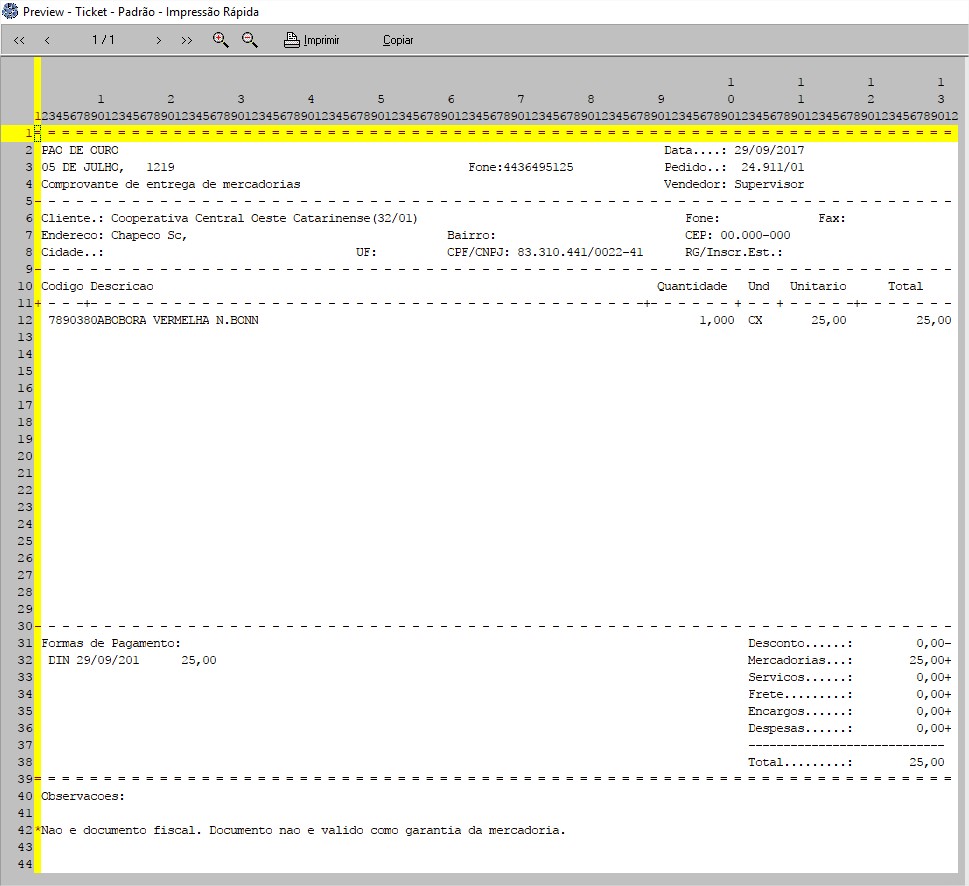 Preview - Ticket - Padrão - Impressão Rápida
<< < 1 / 1 > >> Imprimir Copiar
1 1 1 1
1 2 3 4 5 6 7 8 9 0 1 2 3
123456789012345678901234567890123456789012345678901234567890123456789012345678901234567890123456789012345678901234567890123456789012
1 = = = = = = = = = = = = = = = = = = = = = = = = = = = = = = = = = = = = = = = = = = = = = = = = = = = = = = = = = = = = = = = = = =
2 PAO DE OURO Data....: 29/09/2017
3 05 DE JULHO, 1219 Fone:4436495125 Pedido..: 24.911/01
4 Comprovante de entrega de mercadorias Vendedor: Supervisor
5 - - - - - - - - - - - - - - - - - - - - - - - - - - - - - - - - - - - - - - - - - - - - - - - - - - - - - - - - - - - - - - - - - -
6 Cliente.: Cooperativa Central Oeste Catarinense(32/01) Fone: Fax:
7 Endereco: Chapeco Sc, Bairro: CEP: 00.000-000
8 Cidade..: UF: CPF/CNPJ: 83.310.441/0022-41 RG/Inscr.Est.:
9 - - - - - - - - - - - - - - - - - - - - - - - - - - - - - - - - - - - - - - - - - - - - - - - - - - - - - - - - - - - - - - - - - -
10 Codigo Descricao Quantidade Und Unitario Total
11 + - - - -+- - - - - - - - - - - - - - - - - - - - - - - - - - - - - - - - - - - - - - - -+- - - - - - - + - - - + - - - - - -+- - - - - - -
12 7890380ABOBORA VERMELHA N.BONN 1,000 CX 25,00 25,00
13
14
15
16
17
18
19
20
21
22
23
24
25
26
27
28
29
30 - - - - - - - - - - - - - - - - - - - - - - - - - - - - - - - - - - - - - - - - - - - - - - - - - - - - - - - - - - - - - - - - - -
31 Formas de Pagamento: Desconto......: 0,00-
32 DIN 29/09/201 25,00 Mercadorias...: 25,00+
33 Servicos......: 0,00+
34 Frete.........: 0,00+
35 Encargos......: 0,00+
36 Despesas......: 0,00+
37 ----------------------------
38 Total.........: 25,00
39 = = = = = = = = = = = = = = = = = = = = = = = = = = = = = = = = = = = = = = = = = = = = = = = = = = = = = = = = = = = = = = = = = =
40 Observacoes:
41
42 *Nao e documento fiscal. Documento nao e valido como garantia da mercadoria.
43
44